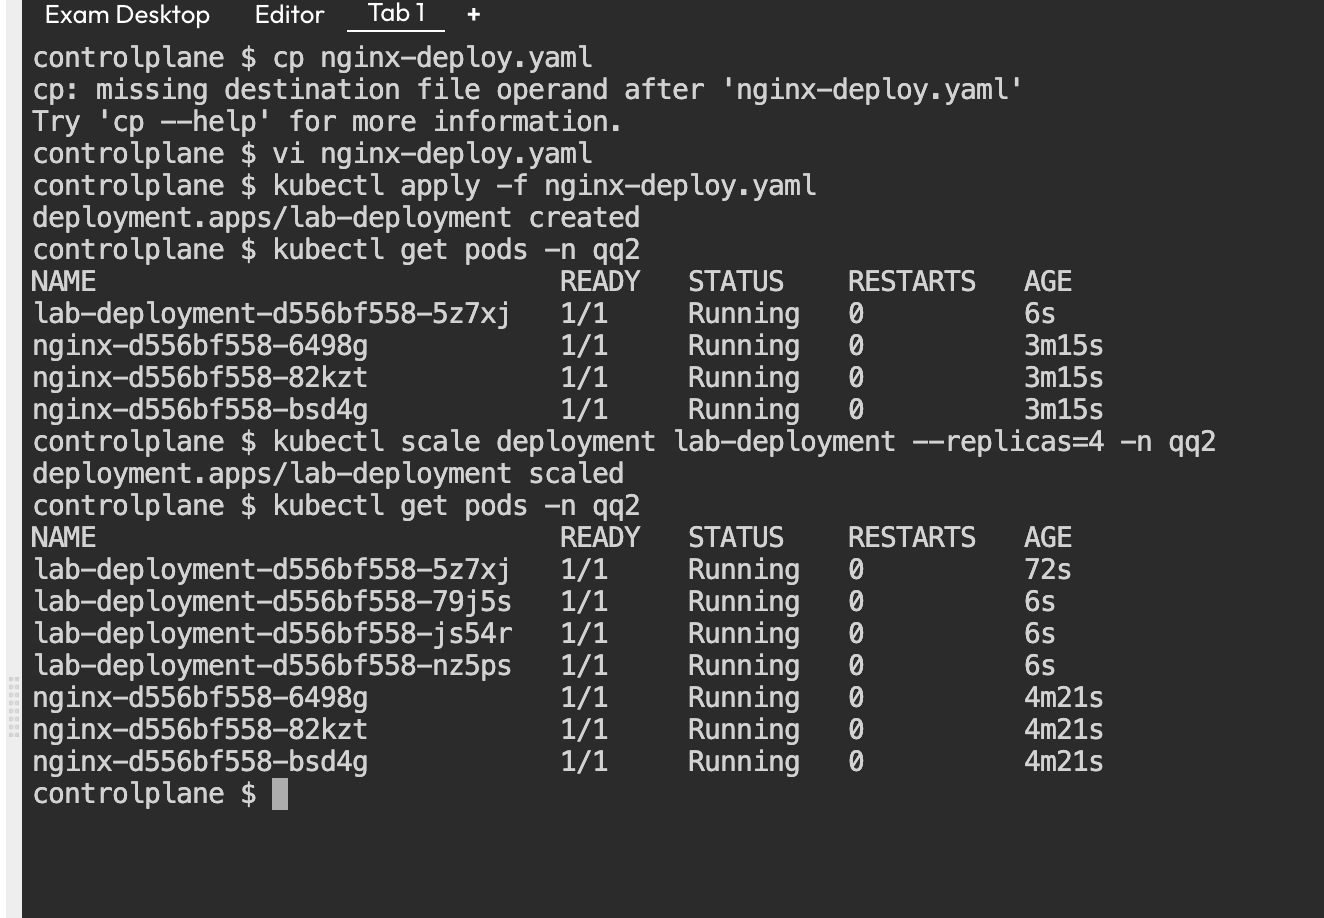 Exam Desktop Editor Tab 1 +
controlplane $ cp nginx-deploy.yaml
cp: missing destination file operand after 'nginx-deploy.yaml'
Try 'cp --help' for more information.
controlplane $ vi nginx-deploy.yaml
controlplane $ kubectl apply -f nginx-deploy.yaml
deployment.apps/lab-deployment created
controlplane $ kubectl get pods -n qq2
NAME READY STATUS RESTARTS AGE
lab-deployment-d556bf558-5z7xj 1/1 Running 0 6s
nginx-d556bf558-6498g 1/1 Running 0 3m15s
nginx-d556bf558-82kzt 1/1 Running 0 3m15s
nginx-d556bf558-bsd4g 1/1 Running 0 3m15s
controlplane $ kubectl scale deployment lab-deployment --replicas=4 -n qq2
deployment.apps/lab-deployment scaled
controlplane $ kubectl get pods -n qq2
NAME READY STATUS RESTARTS AGE
lab-deployment-d556bf558-5z7xj 1/1 Running 0 72s
lab-deployment-d556bf558-79j5s 1/1 Running 0 6s
lab-deployment-d556bf558-js54r 1/1 Running 0 6s
lab-deployment-d556bf558-nz5ps 1/1 Running 0 6s
nginx-d556bf558-6498g 1/1 Running 0 4m21s
nginx-d556bf558-82kzt 1/1 Running 0 4m21s
nginx-d556bf558-bsd4g 1/1 Running 0 4m21s
controlplane $